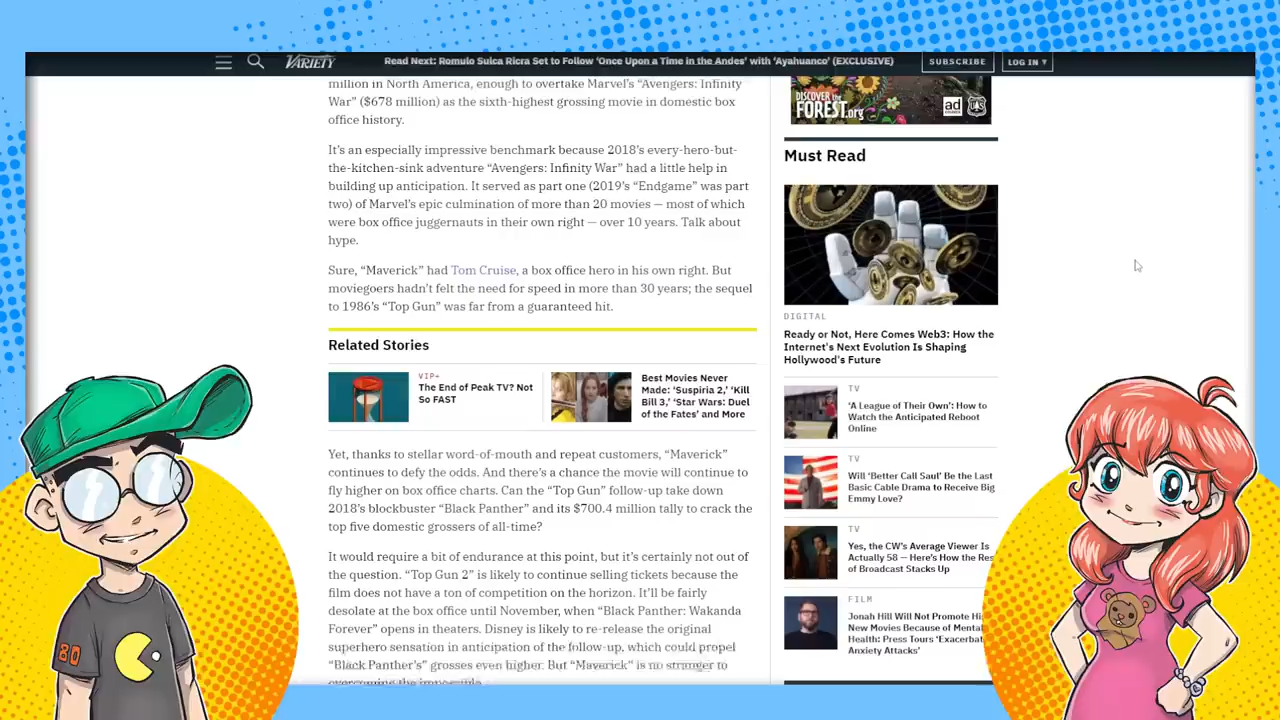 VARIETY
Read Next: Romulo Sulca Ricra Set to Follow ‘Once Upon a Time in the Andes’ with ‘Ayahuanco’ (EXCLUSIVE)
SUBSCRIBE
LOG IN
million in North America, enough to overtake Marvel’s “Avengers: Infinity
War” ($678 million) as the sixth-highest grossing movie in domestic box
office history.
It’s an especially impressive benchmark because 2018’s every-hero-but-
the-kitchen-sink adventure “Avengers: Infinity War” had a little help in
building up anticipation. It served as part one (2019’s “Endgame” was part
two) of Marvel’s epic culmination of more than 20 movies — most of which
were box office juggernauts in their own right — over 10 years. Talk about
hype.
Sure, “Maverick” had Tom Cruise, a box office hero in his own right. But
moviegoers hadn’t felt the need for speed in more than 30 years; the sequel
to 1986’s “Top Gun” was far from a guaranteed hit.
Related Stories
VIP+
The End of Peak TV? Not
So FAST
Best Movies Never
Made: ‘Suspiria 2,’ ‘Kill
Bill 3,’ ‘Star Wars: Duel
of the Fates’ and More
Yet, thanks to stellar word-of-mouth and repeat customers, “Maverick”
continues to defy the odds. And there’s a chance the movie will continue to
fly higher on box office charts. Can the “Top Gun” follow-up take down
2018’s blockbuster “Black Panther” and its $700.4 million tally to crack the
top five domestic grossers of all-time?
It would require a bit of endurance at this point, but it’s certainly not out of
the question. “Top Gun 2” is likely to continue selling tickets because the
film does not have a ton of competition on the horizon. It’ll be fairly
desolate at the box office until November, when “Black Panther: Wakanda
Forever” opens in theaters. Disney is likely to re-release the original
superhero sensation in anticipation of the follow-up, which could propel
“Black Panther’s” grosses even higher. But “Maverick” is no stranger to
DISCOVER the
FOREST.org
ad
Must Read
DIGITAL
Ready or Not, Here Comes Web3: How the
Internet's Next Evolution Is Shaping
Hollywood's Future
TV
‘A League of Their Own’: How to
Watch the Anticipated Reboot
Online
TV
Will ‘Better Call Saul’ Be the Last
Basic Cable Drama to Receive Big
Emmy Love?
TV
Yes, the CW’s Average Viewer Is
Actually 58 — Here’s How the Res
of Broadcast Stacks Up
FILM
Jonah Hill Will Not Promote Hi
New Movies Because of Mental
Health: Press Tours ‘Exacerbat
Anxiety Attacks’
80